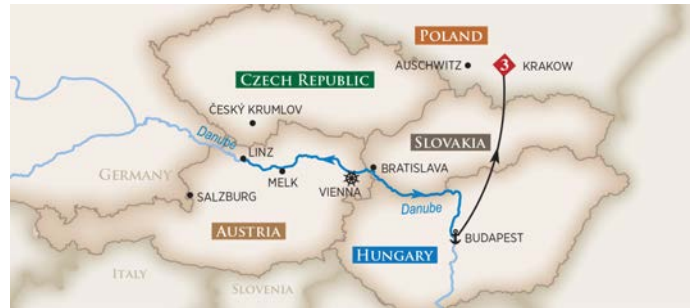 POLAND
AUSCHWITZ
3
KRAKOW
CZECH REPUBLIC
ČESKÝ KRUMLOV
SLOVAKIA
Danube
LINZ
GERMANY
BRATISLAVA
MELK
VIENNA
SALZBURG
Danube
AUSTRIA
BUDAPEST
HUNGARY
ITALY
SLOVENIA